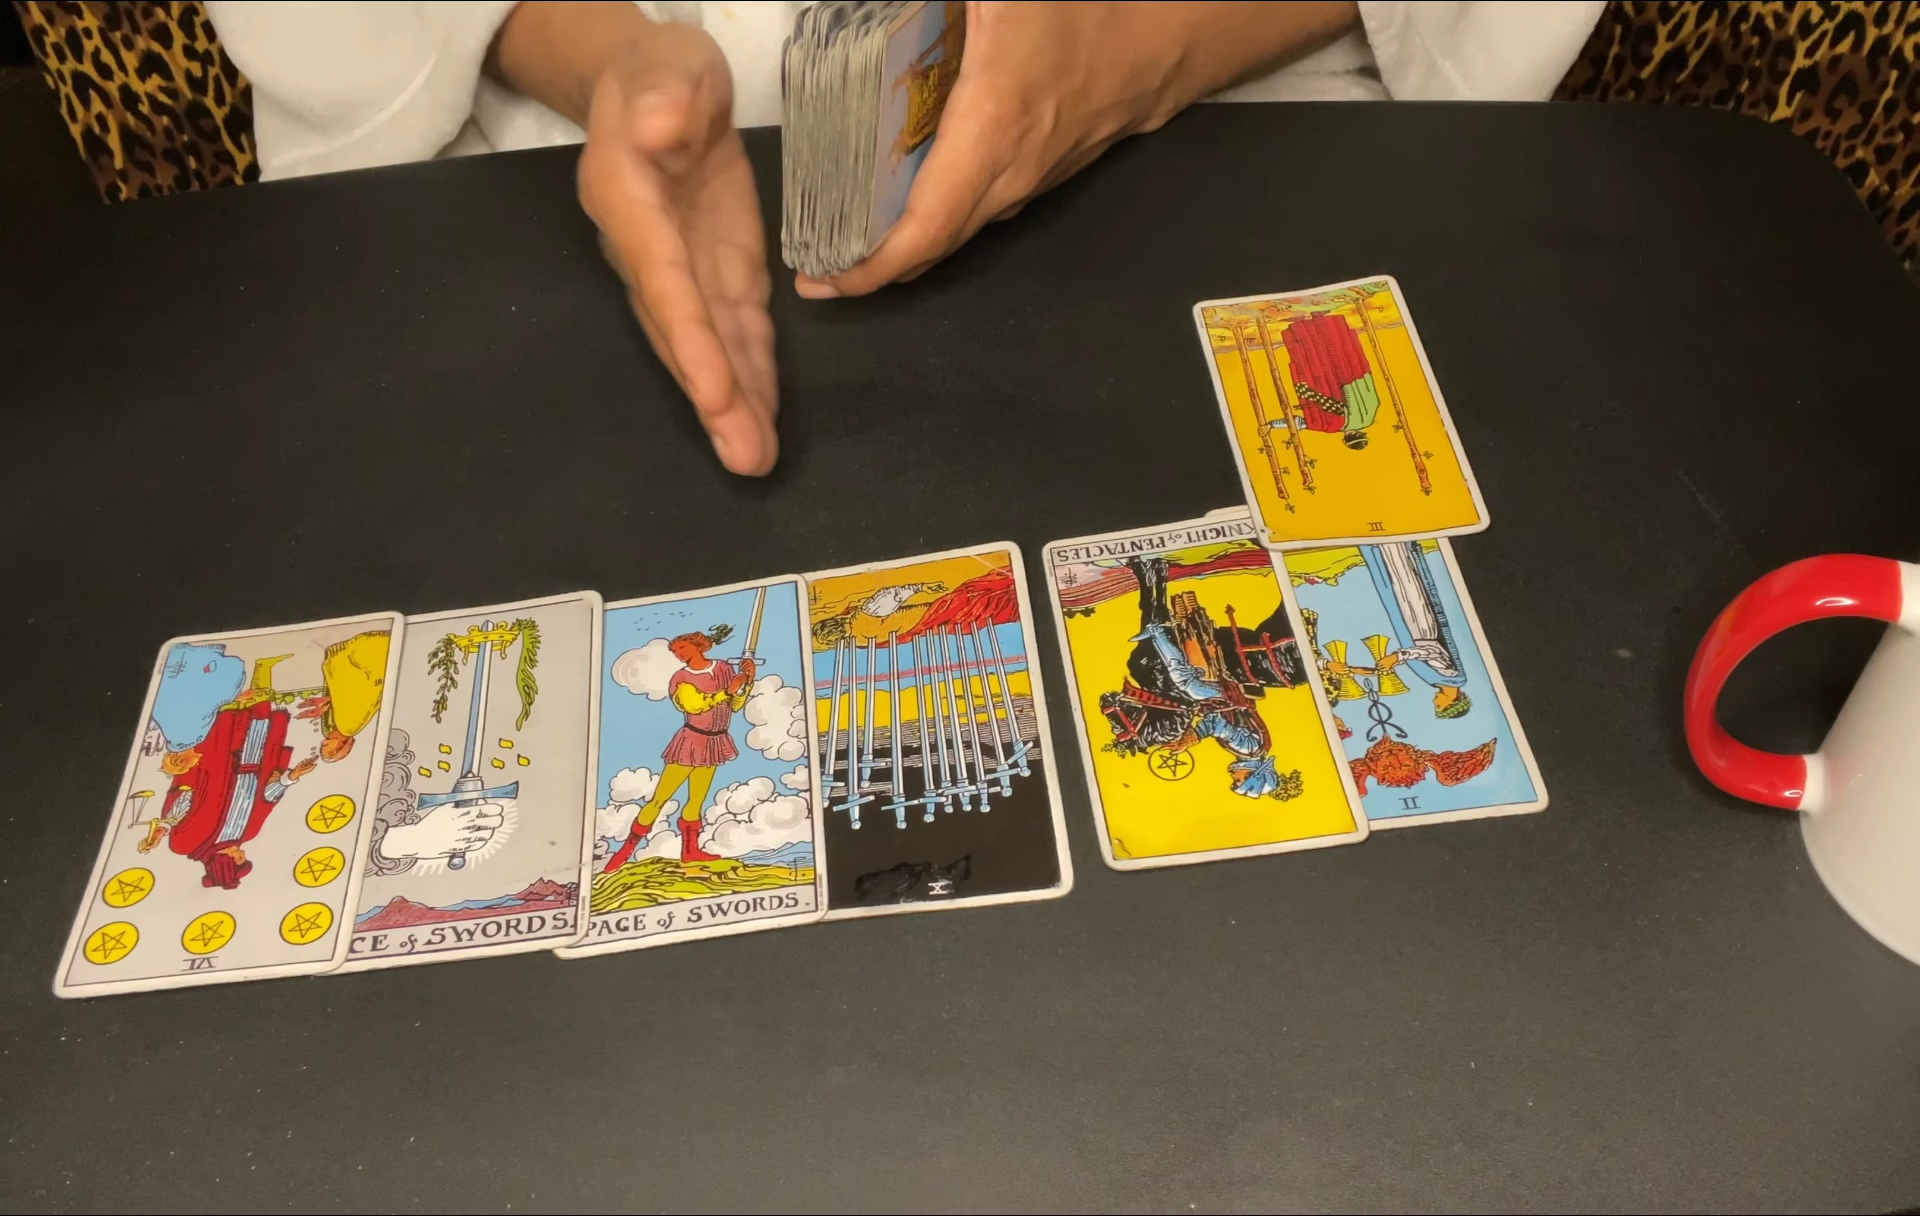 III
KNIGHT of PENTACLES
II
VI
CE of SWORDS.
PAGE of SWORDS.
X